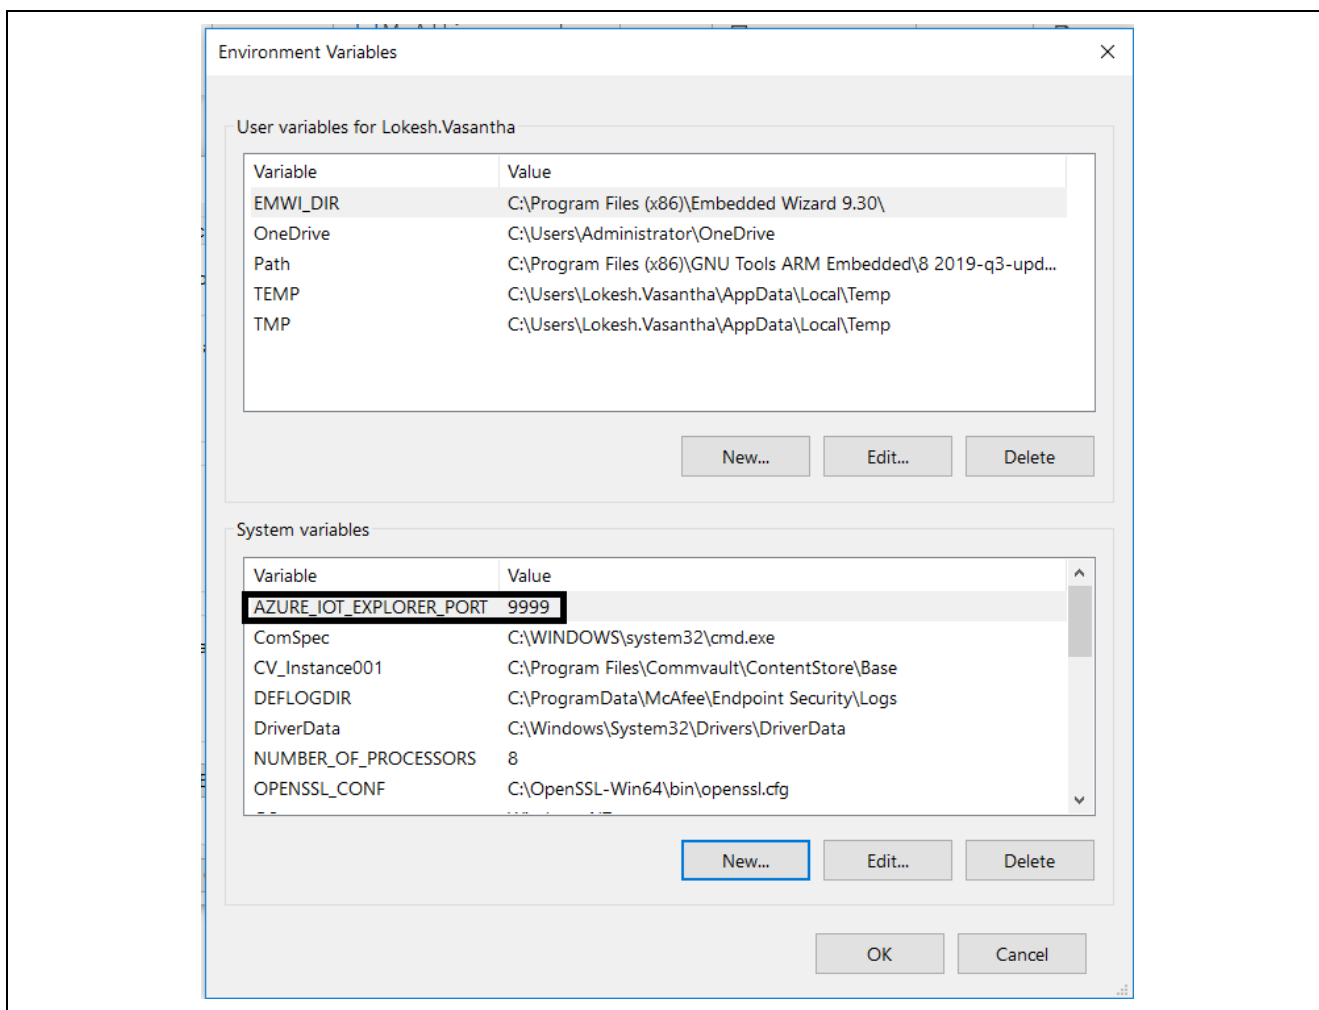 Environment Variables
User variables for Lokesh.Vasantha
Variable Value
EMWI_DIR C:\Program Files (x86)\Embedded Wizard 9.30\
OneDrive C:\Users\Administrator\OneDrive
Path C:\Program Files (x86)\GNU Tools ARM Embedded\8 2019-q3-upd...
TEMP C:\Users\Lokesh.Vasantha\AppData\Local\Temp
TMP C:\Users\Lokesh.Vasantha\AppData\Local\Temp
New... Edit... Delete
System variables
Variable Value
AZURE_IOT_EXPLORER_PORT 9999
ComSpec C:\WINDOWS\system32\cmd.exe
CV_Instance001 C:\Program Files\Commvault\ContentStore\Base
DEFLOGDIR C:\ProgramData\McAfee\Endpoint Security\Logs
DriverData C:\Windows\System32\Drivers\DriverData
NUMBER_OF_PROCESSORS 8
OPENSSL_CONF C:\OpenSSL-Win64\bin\openssl.cfg
New... Edit... Delete
OK Cancel